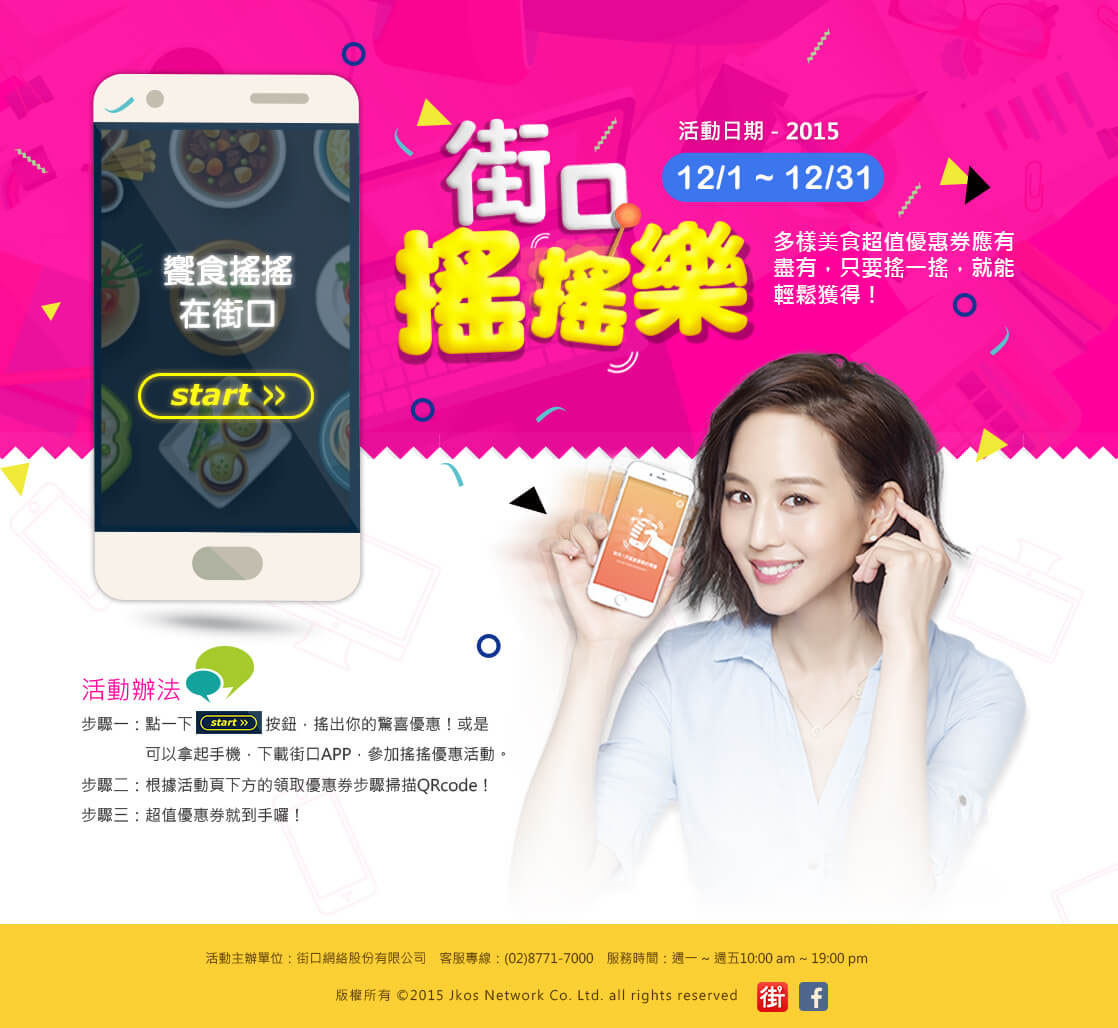 饗食搖搖
在街口
start >>
街口
搖搖樂
活動日期 - 2015
12/1 ~ 12/31
多樣美食超值優惠券應有
盡有，只要搖一搖，就能
輕鬆獲得！
活動辦法
步驟一：點一下 start >> 按鈕，搖出你的驚喜優惠！或是
可以拿起手機，下載街口APP，參加搖搖優惠活動。
步驟二：根據活動頁下方的領取優惠券步驟掃描QRcode！
步驟三：超值優惠券就到手囉！
活動主辦單位：街口網絡股份有限公司　客服專線：(02)8771-7000　服務時間：週一 ~ 週五10:00 am ~ 19:00 pm
版權所有 ©2015 Jkos Network Co. Ltd. all rights reserved 街 f